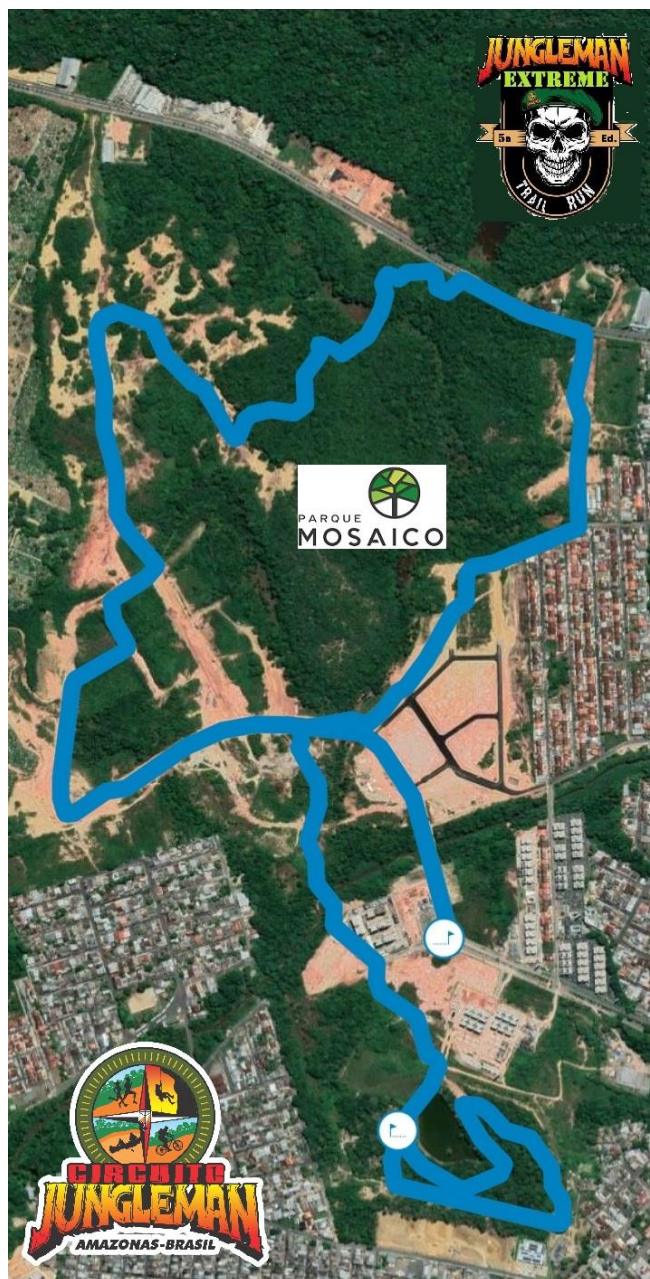 JUNGLEMAN
EXTREME
5a Ed.
TRAIL RUN
PARQUE
MOSAICO
CIRCUITO
JUNGLEMAN
AMAZONAS-BRASIL